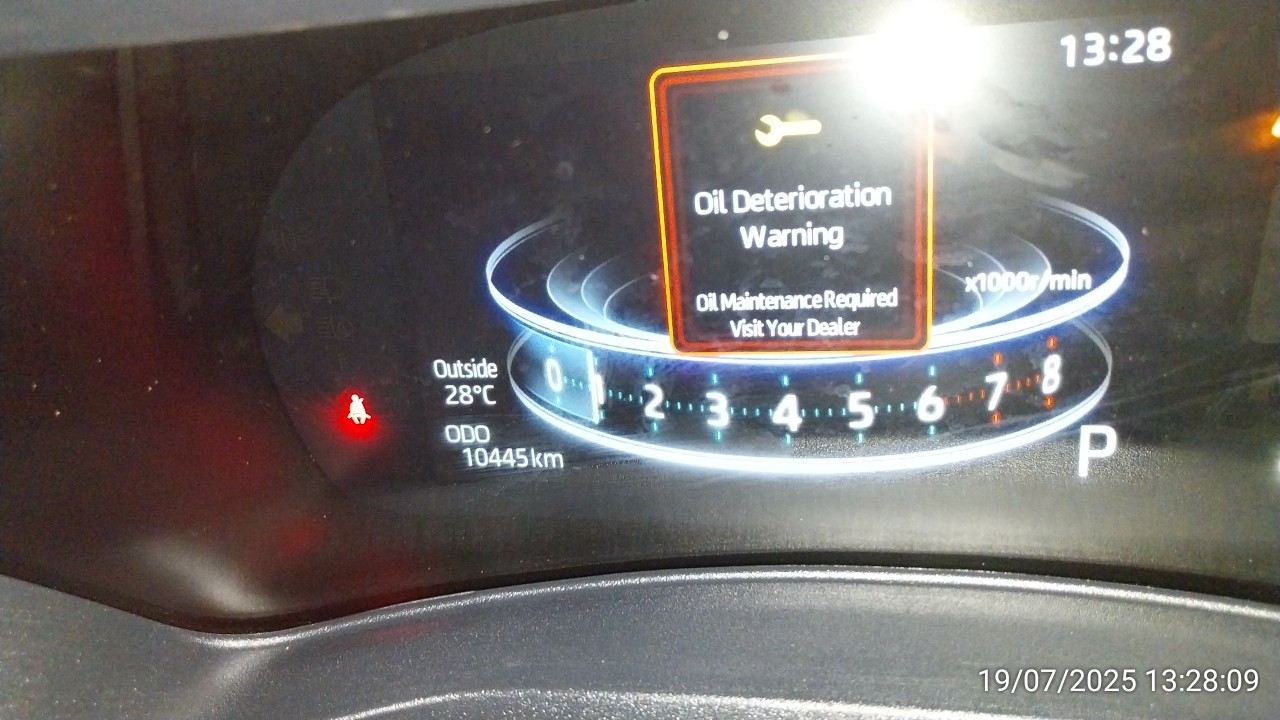 13:28
Oil Deterioration
Warning
Oil Maintenance Required
Visit Your Dealer
x1000r/min
Outside
28°C
ODO
10445km
0 1 2 3 4 5 6 7 8
P
19/07/2025 13:28:09